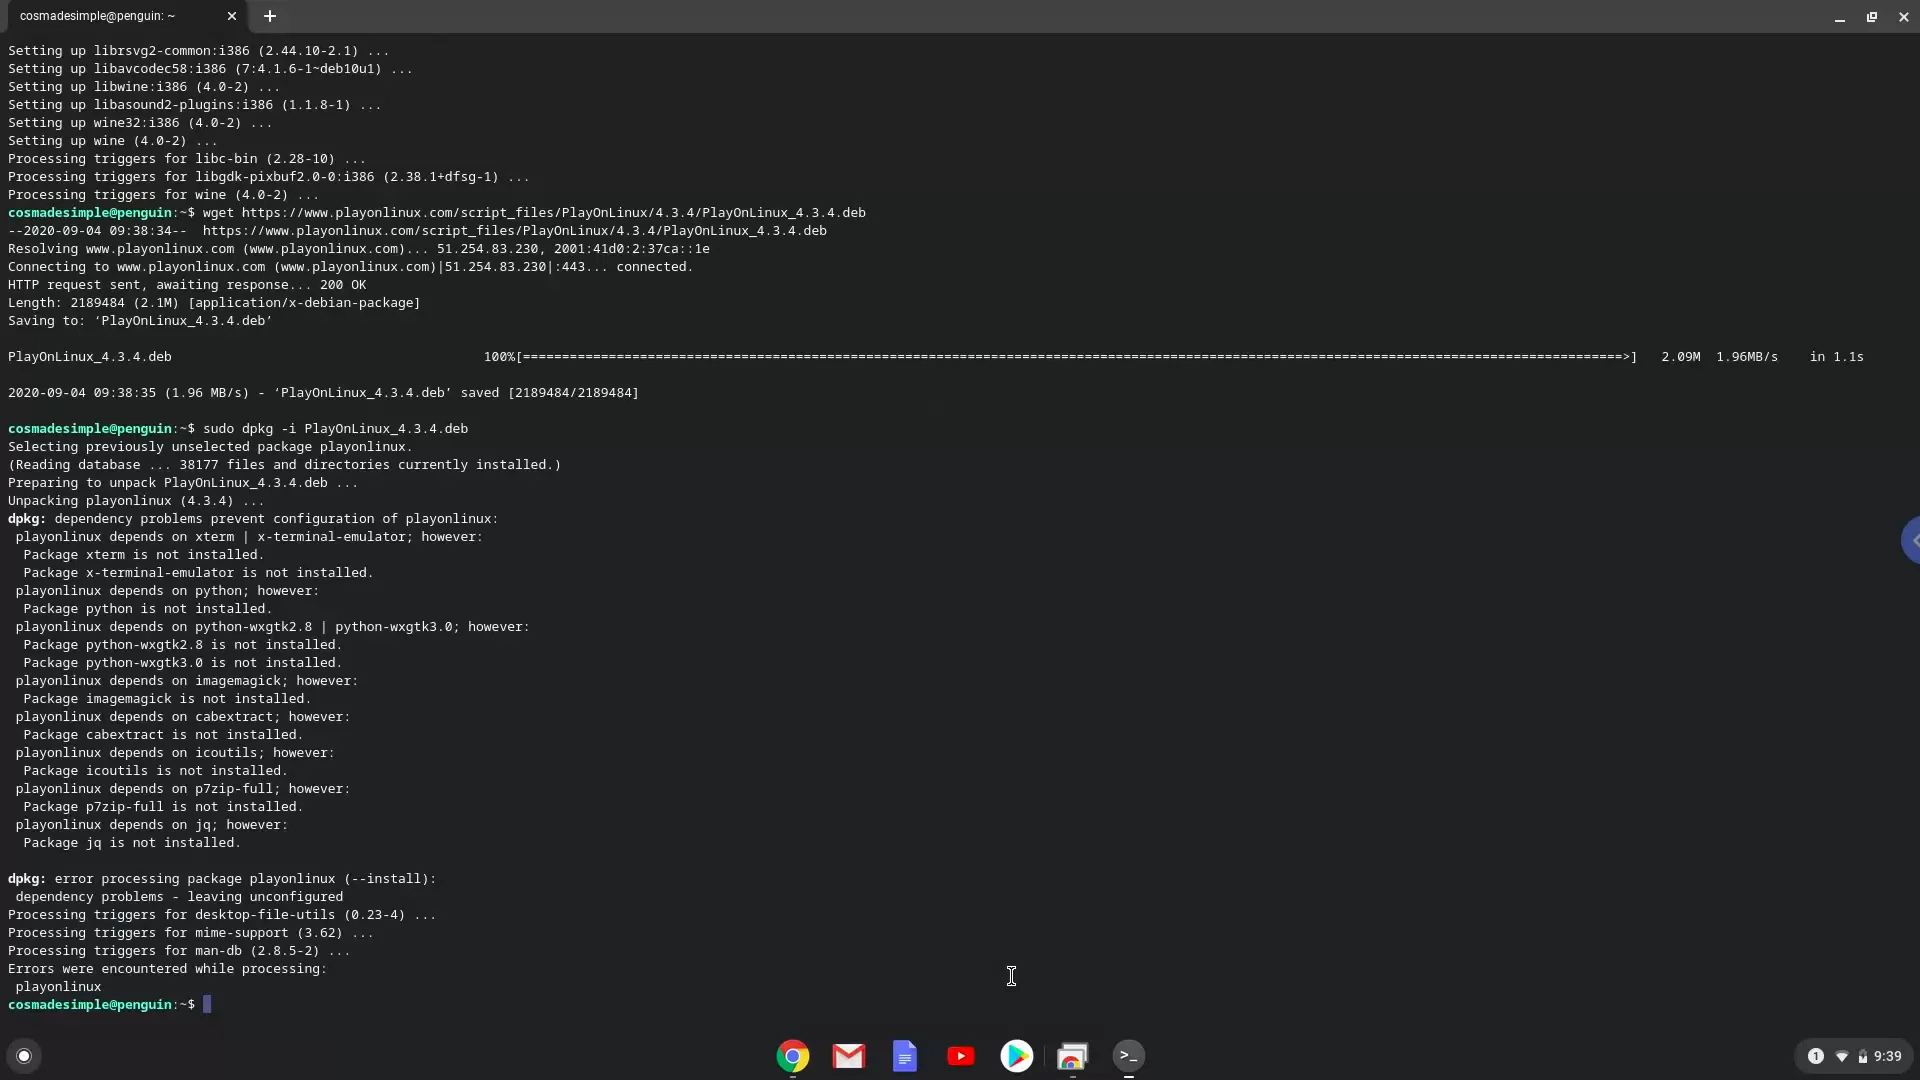 cosmadesimple@penguin: ~
Setting up librsvg2-common:i386 (2.44.10-2.1) ...
Setting up libavcodec58:i386 (7:4.1.6-1~deb10u1) ...
Setting up libwine:i386 (4.0-2) ...
Setting up libasound2-plugins:i386 (1.1.8-1) ...
Setting up wine32:i386 (4.0-2) ...
Setting up wine (4.0-2) ...
Processing triggers for libc-bin (2.28-10) ...
Processing triggers for libgdk-pixbuf2.0-0:i386 (2.38.1+dfsg-1) ...
Processing triggers for wine (4.0-2) ...
cosmadesimple@penguin:~$ wget https://www.playonlinux.com/script_files/PlayOnLinux/4.3.4/PlayOnLinux_4.3.4.deb
--2020-09-04 09:38:34--  https://www.playonlinux.com/script_files/PlayOnLinux/4.3.4/PlayOnLinux_4.3.4.deb
Resolving www.playonlinux.com (www.playonlinux.com)... 51.254.83.230, 2001:41d0:2:37ca::1e
Connecting to www.playonlinux.com (www.playonlinux.com)|51.254.83.230|:443... connected.
HTTP request sent, awaiting response... 200 OK
Length: 2189484 (2.1M) [application/x-debian-package]
Saving to: ‘PlayOnLinux_4.3.4.deb’
PlayOnLinux_4.3.4.deb 100%[=============================================================================================================================================>] 2.09M 1.96MB/s in 1.1s
2020-09-04 09:38:35 (1.96 MB/s) - ‘PlayOnLinux_4.3.4.deb’ saved [2189484/2189484]
cosmadesimple@penguin:~$ sudo dpkg -i PlayOnLinux_4.3.4.deb
Selecting previously unselected package playonlinux.
(Reading database ... 38177 files and directories currently installed.)
Preparing to unpack PlayOnLinux_4.3.4.deb ...
Unpacking playonlinux (4.3.4) ...
dpkg: dependency problems prevent configuration of playonlinux:
playonlinux depends on xterm | x-terminal-emulator; however:
Package xterm is not installed.
Package x-terminal-emulator is not installed.
playonlinux depends on python; however:
Package python is not installed.
playonlinux depends on python-wxgtk2.8 | python-wxgtk3.0; however:
Package python-wxgtk2.8 is not installed.
Package python-wxgtk3.0 is not installed.
playonlinux depends on imagemagick; however:
Package imagemagick is not installed.
playonlinux depends on cabextract; however:
Package cabextract is not installed.
playonlinux depends on icoutils; however:
Package icoutils is not installed.
playonlinux depends on p7zip-full; however:
Package p7zip-full is not installed.
playonlinux depends on jq; however:
Package jq is not installed.
dpkg: error processing package playonlinux (--install):
dependency problems - leaving unconfigured
Processing triggers for desktop-file-utils (0.23-4) ...
Processing triggers for mime-support (3.62) ...
Processing triggers for man-db (2.8.5-2) ...
Errors were encountered while processing:
playonlinux
cosmadesimple@penguin:~$
>_
1 9:39